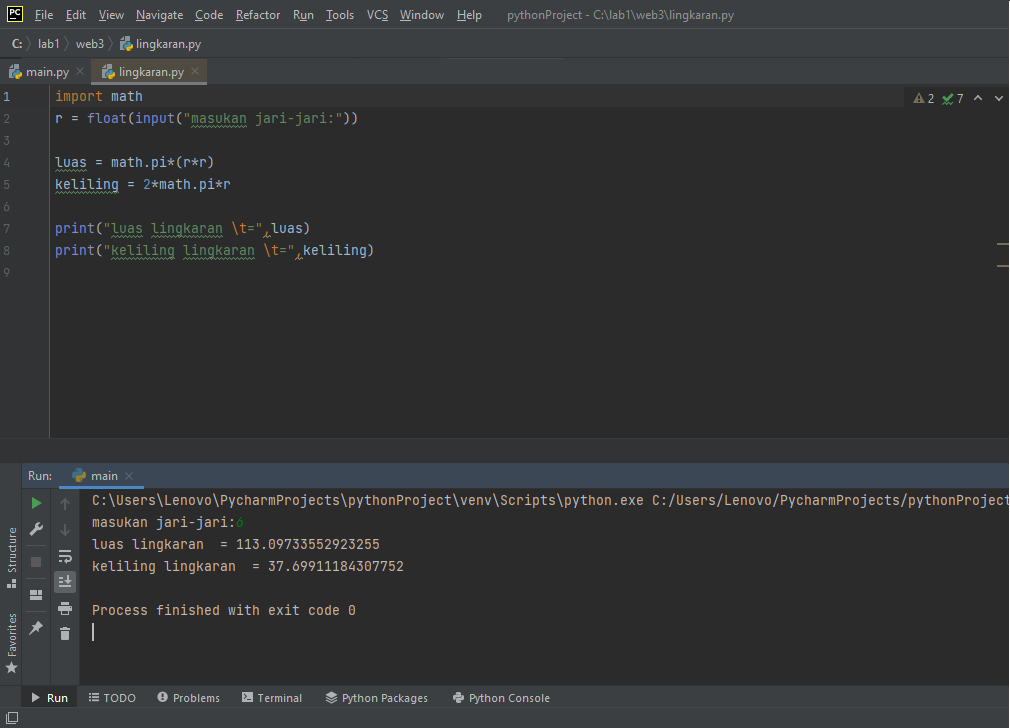 PC File Edit View Navigate Code Refactor Run Tools VCS Window Help pythonProject - C:\lab1\web3\lingkaran.py
C: lab1 web3 lingkaran.py
main.py lingkaran.py
1 import math
2 r = float(input("masukan jari-jari:"))
3
4 luas = math.pi*(r*r)
5 keliling = 2*math.pi*r
6
7 print("luas lingkaran \t=",luas)
8 print("keliling lingkaran \t=",keliling)
9
2 7
Run: main
C:\Users\Lenovo\PycharmProjects\pythonProject\venv\Scripts\python.exe C:/Users/Lenovo/PycharmProjects/pythonProject
masukan jari-jari:6
luas lingkaran = 113.09733552923255
keliling lingkaran = 37.69911184307752
Process finished with exit code 0
Structure
Favorites
Run TODO Problems Terminal Python Packages Python Console